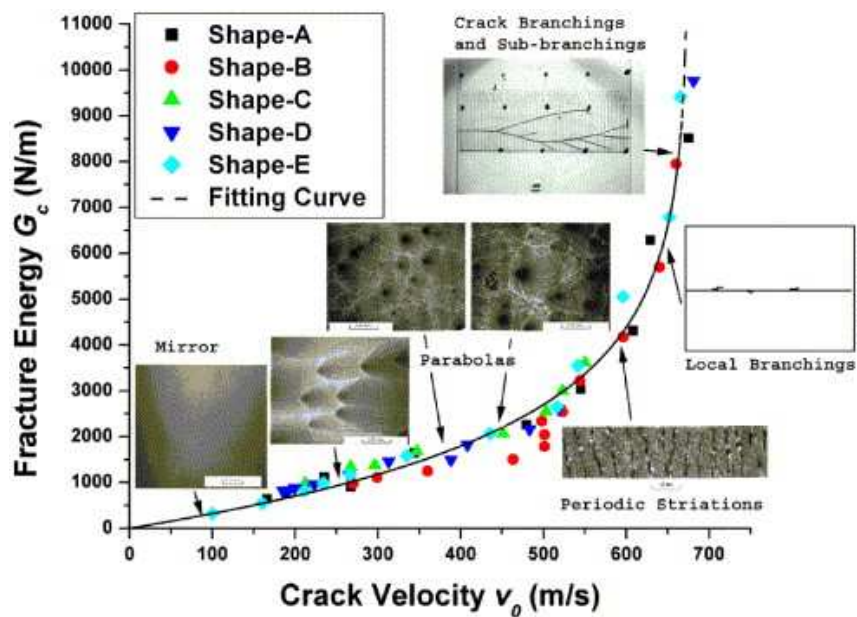 Crack Branchings
and Sub-branchings
Shape-A
Shape-B
Shape-C
Shape-D
Shape-E
Fitting Curve
11000
10000
9000
8000
7000
6000
5000
4000
3000
2000
1000
0
Fracture Energy G_c (N/m)
Mirror
Parabolas
Local Branchings
Periodic Striations
0
100
200
300
400
500
600
700
Crack Velocity v_0 (m/s)